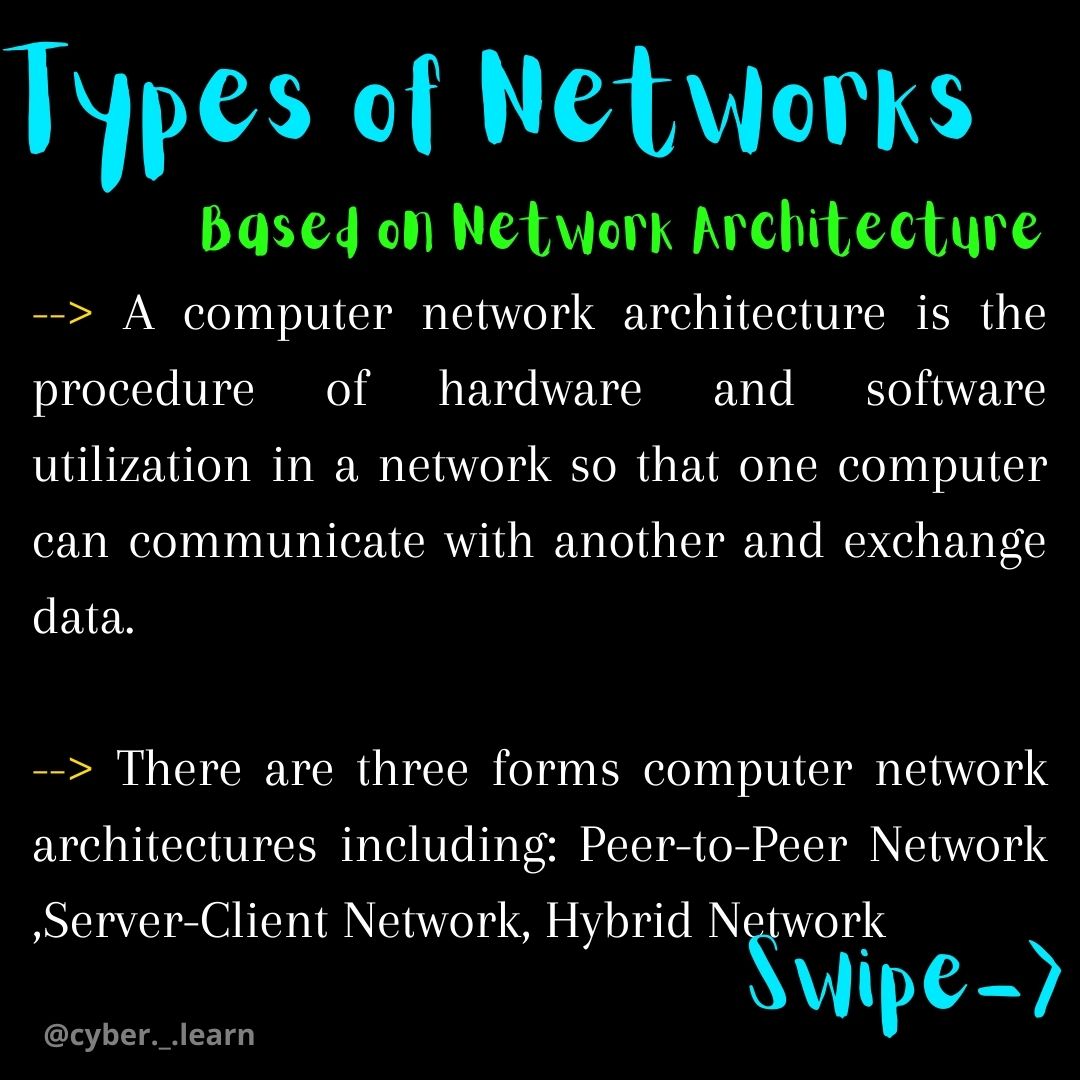 Types of Networks
Based on Network Architecture
--> A computer network architecture is the
procedure of hardware and software
utilization in a network so that one computer
can communicate with another and exchange
data.
--> There are three forms computer network
architectures including: Peer-to-Peer Network
,Server-Client Network, Hybrid Network
Swipe->
@cyber._.learn